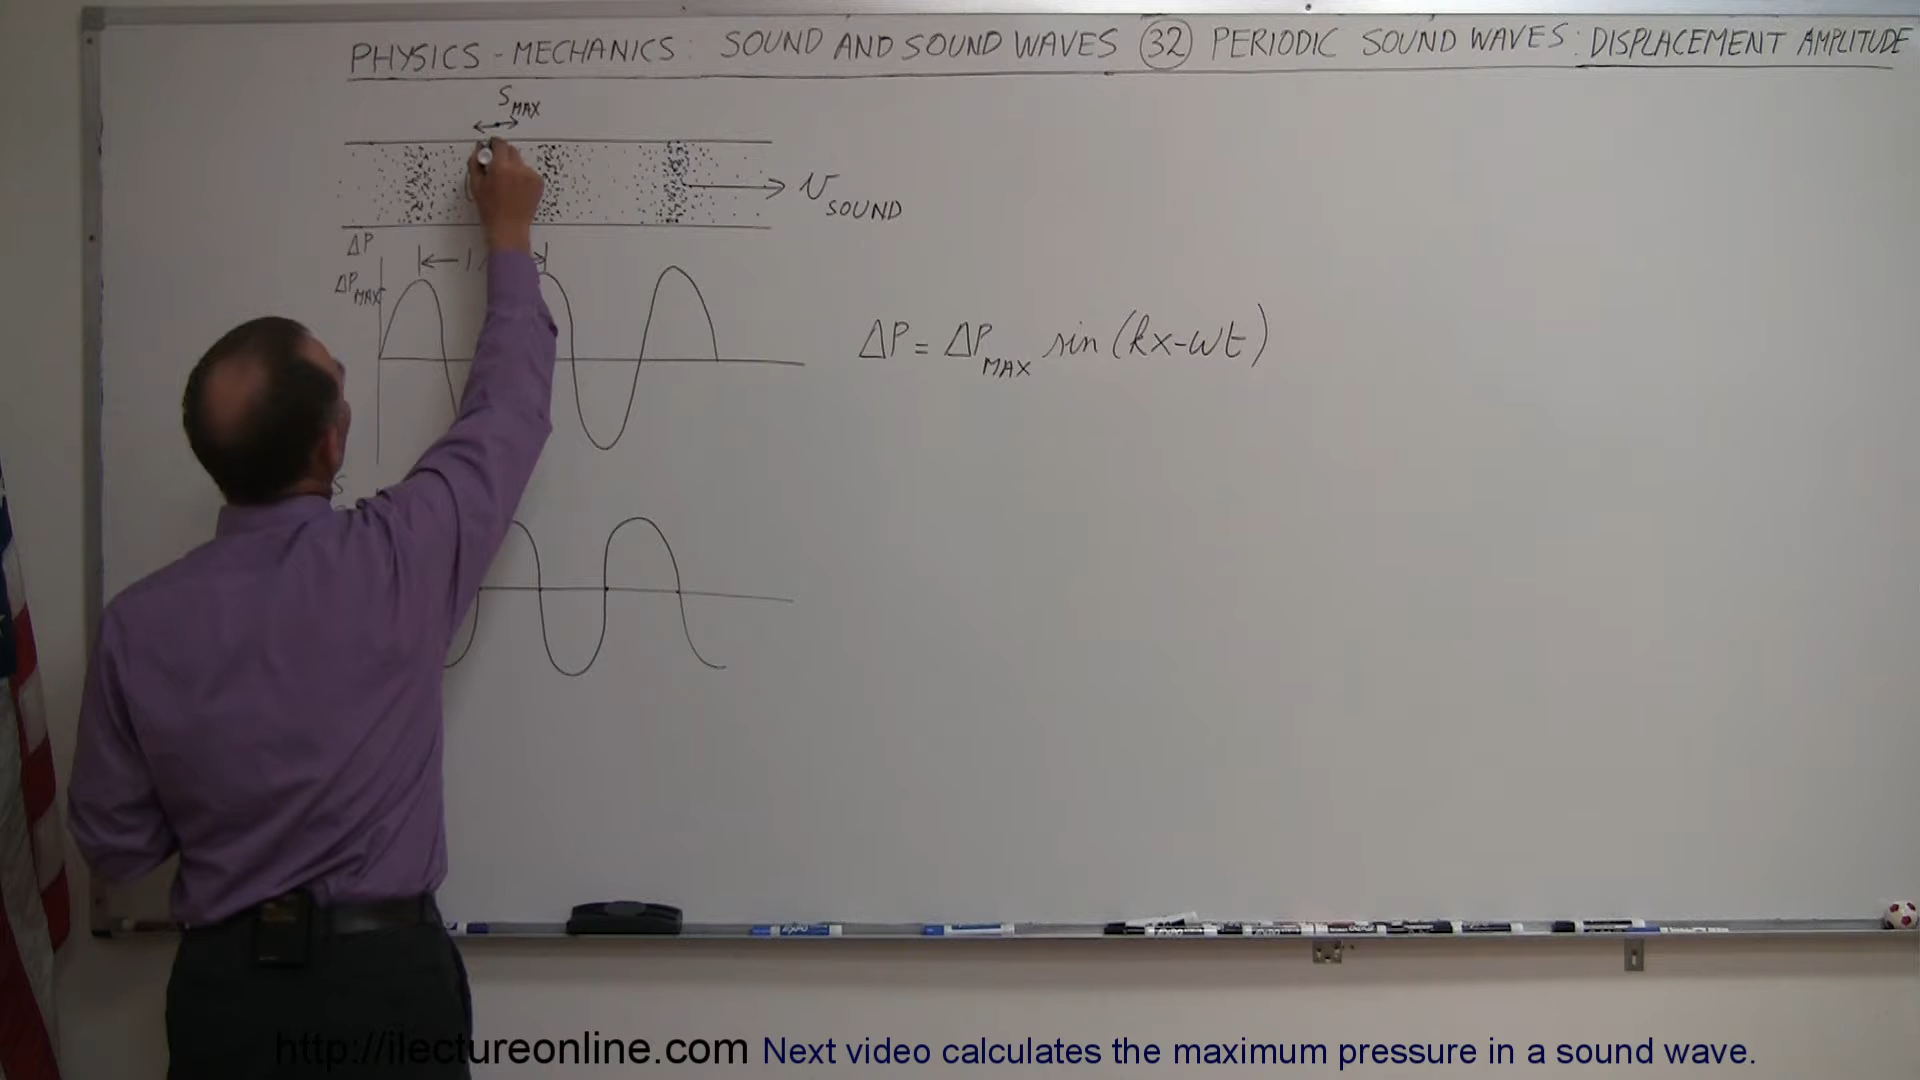 PHYSICS - MECHANICS: SOUND AND SOUND WAVES 32 PERIODIC SOUND WAVES: DISPLACEMENT AMPLITUDE
S MAX
V SOUND
ΔP
ΔP MAX
ΔP = ΔP MAX sin(kx-ωt)
S
http://ilectureonline.com Next video calculates the maximum pressure in a sound wave.